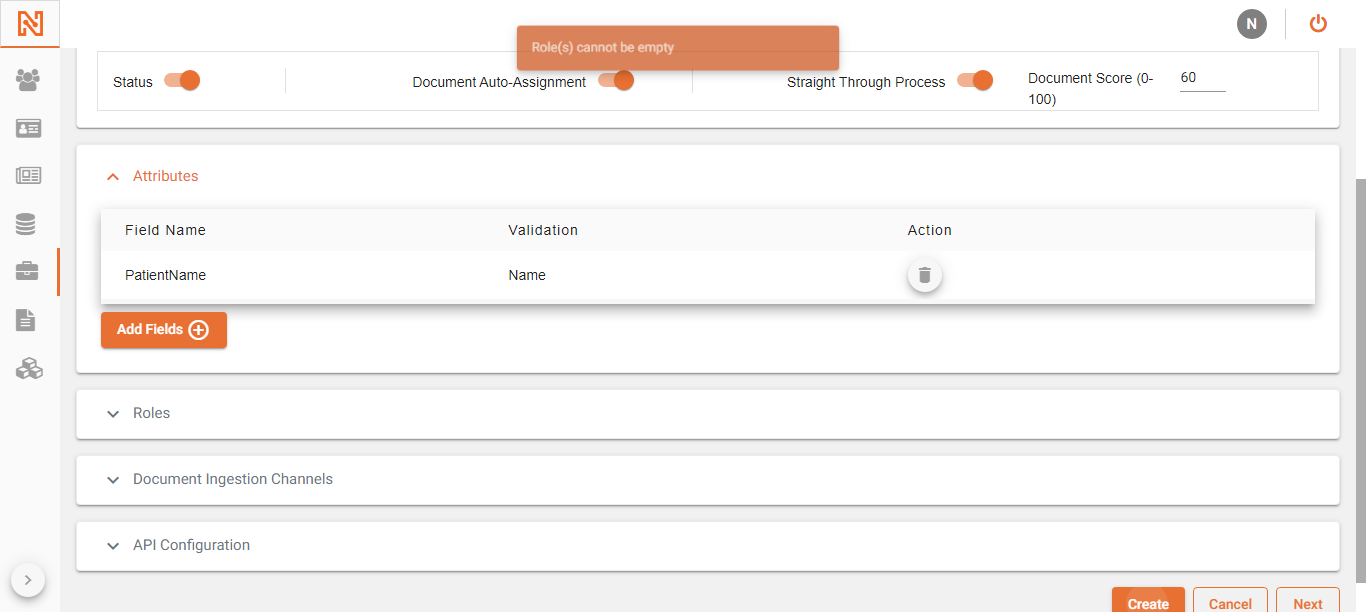 N
Role(s) cannot be empty
Status
Document Auto-Assignment
Straight Through Process
Document Score (0-
100)
60
Attributes
Field Name Validation Action
PatientName Name
Add Fields
Roles
Document Ingestion Channels
API Configuration
Create Cancel Next